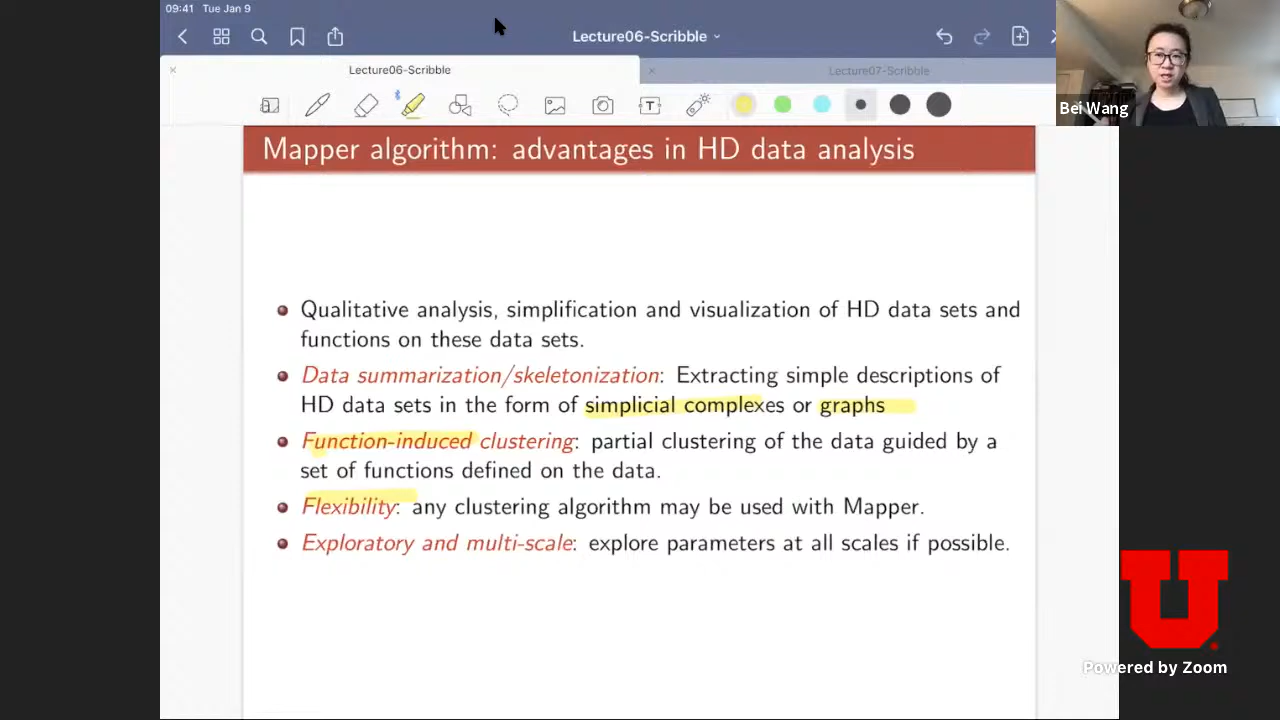 09:41 Tue Jan 9
Lecture06-Scribble
Lecture06-Scribble
Lecture07-Scribble
T
Bei Wang
Mapper algorithm: advantages in HD data analysis
Qualitative analysis, simplification and visualization of HD data sets and
functions on these data sets.
Data summarization/skeletonization: Extracting simple descriptions of
HD data sets in the form of simplicial complexes or graphs
Function-induced clustering: partial clustering of the data guided by a
set of functions defined on the data.
Flexibility: any clustering algorithm may be used with Mapper.
Exploratory and multi-scale: explore parameters at all scales if possible.
U
Powered by Zoom